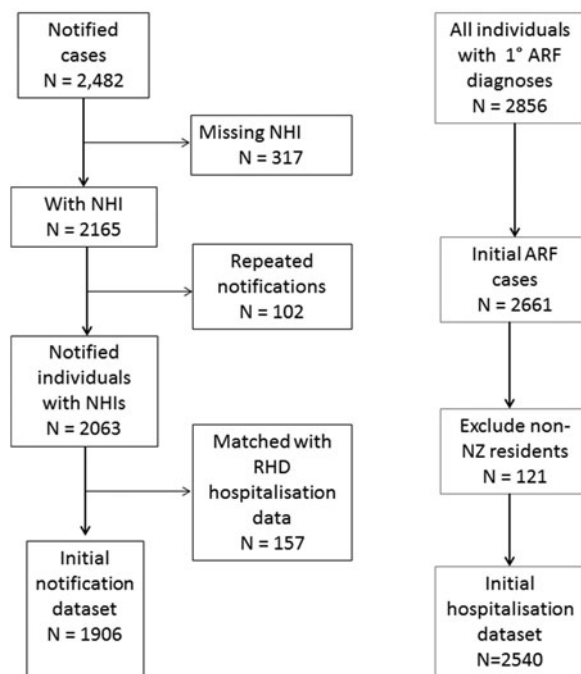 Notified
cases
N = 2,482
Missing NHI
N = 317
With NHI
N = 2165
Repeated
notifications
N = 102
Notified
individuals
with NHIs
N = 2063
Matched with
RHD
hospitalisation
data
N = 157
Initial
notification
dataset
N = 1906
All individuals
with 1° ARF
diagnoses
N = 2856
Initial ARF
cases
N = 2661
Exclude non-
NZ residents
N = 121
Initial
hospitalisation
dataset
N=2540